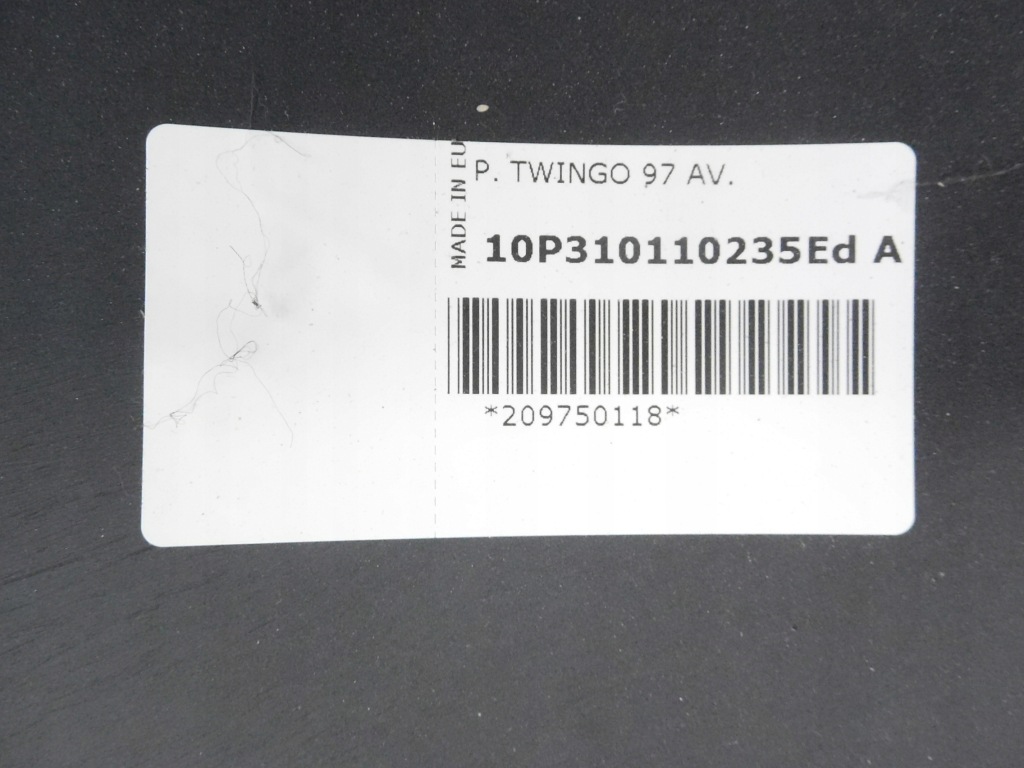 MADE IN EU
P. TWINGO 97 AV.
10P310110235Ed A
*209750118*